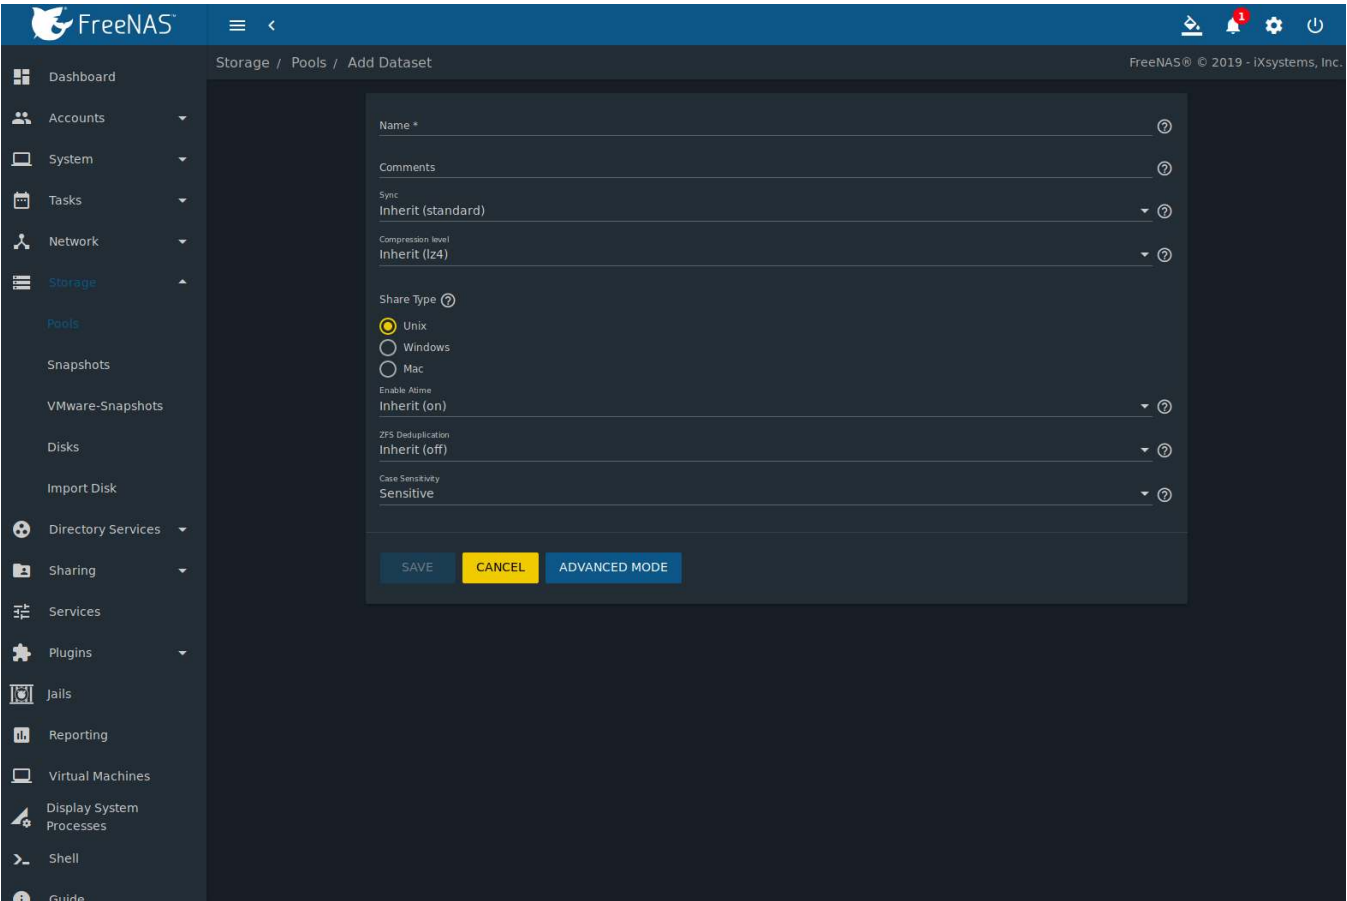 FreeNAS™
1
Storage / Pools / Add Dataset
FreeNAS® © 2019 - iXsystems, Inc.
Dashboard
Accounts
System
Tasks
Network
Storage
Pools
Snapshots
VMware-Snapshots
Disks
Import Disk
Directory Services
Sharing
Services
Plugins
Jails
Reporting
Virtual Machines
Display System
Processes
Shell
Guide
Name *
Comments
Sync
Inherit (standard)
Compression level
Inherit (lz4)
Share Type
Unix
Windows
Mac
Enable Atime
Inherit (on)
ZFS Deduplication
Inherit (off)
Case Sensitivity
Sensitive
SAVE CANCEL ADVANCED MODE